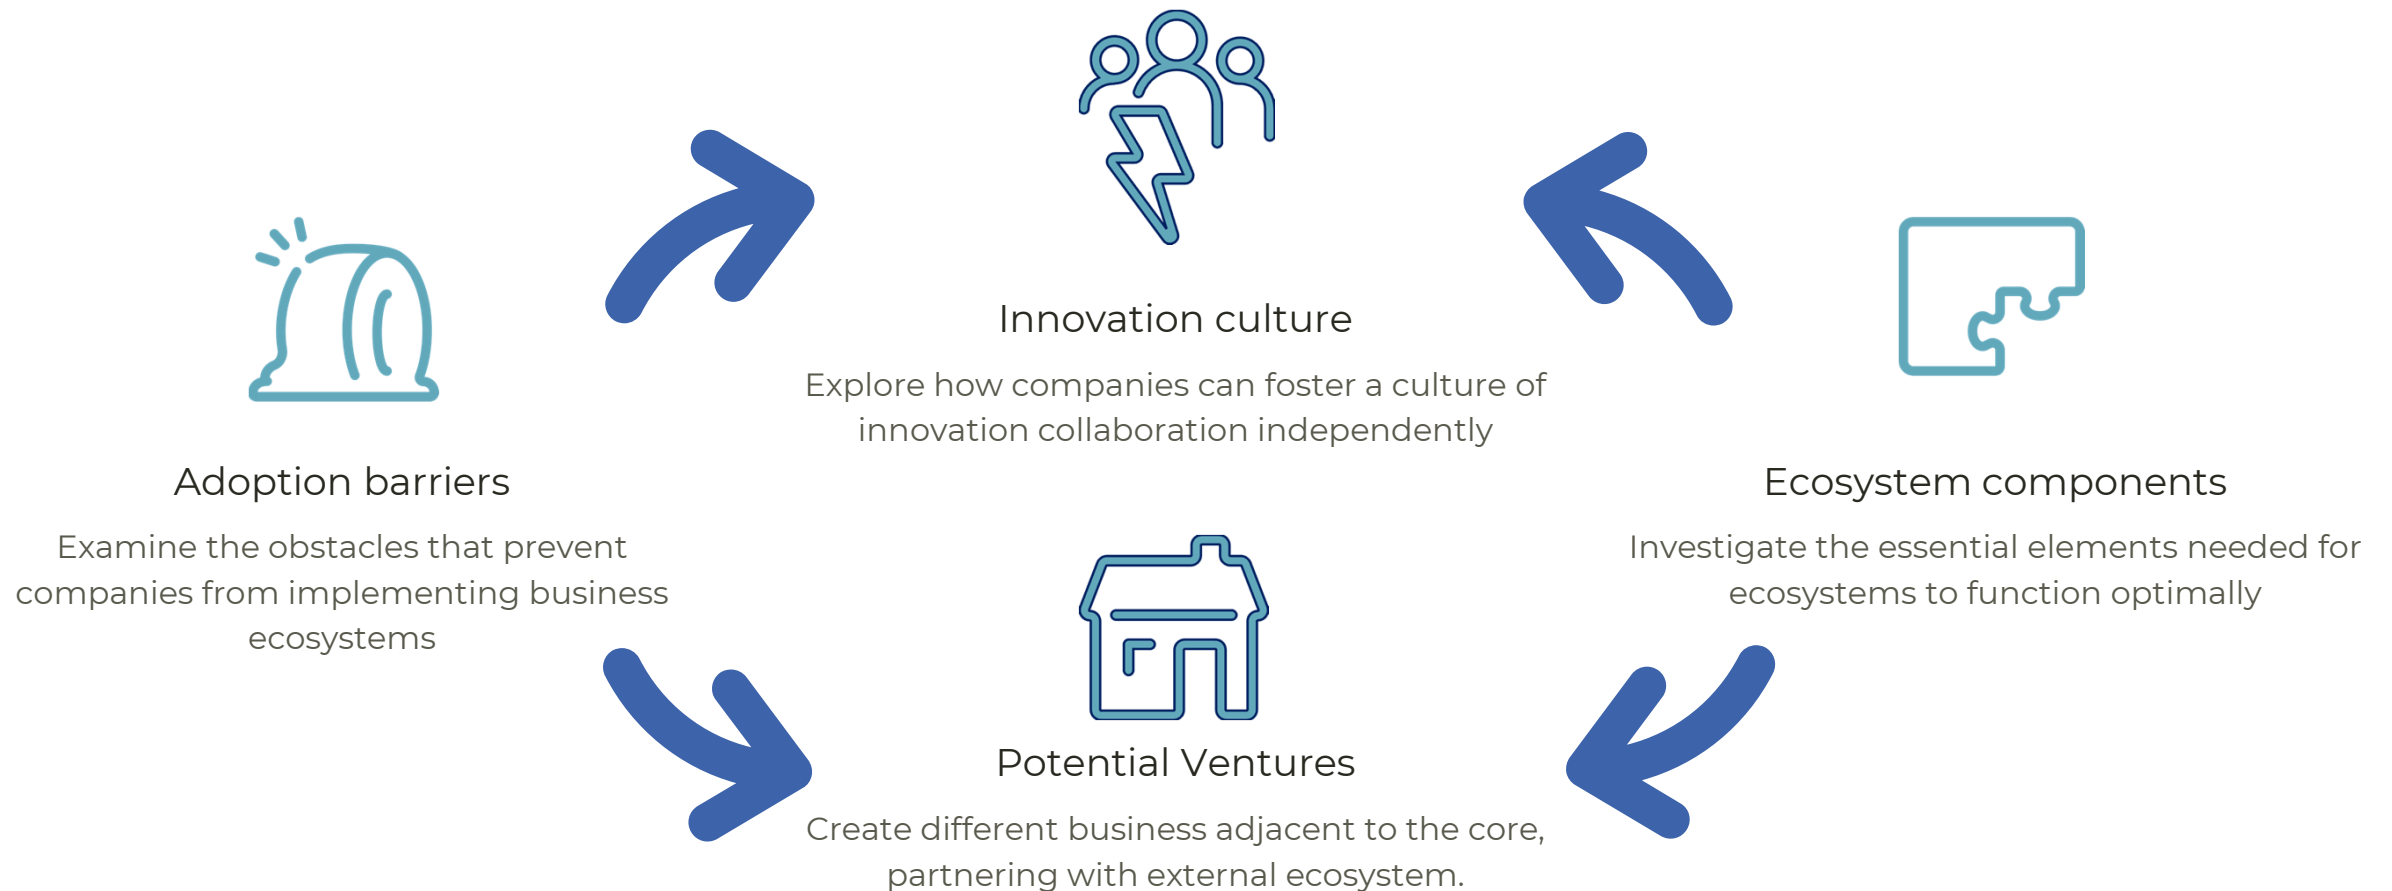 Innovation culture
Explore how companies can foster a culture of
innovation collaboration independently
Adoption barriers
Examine the obstacles that prevent
companies from implementing business
ecosystems
Ecosystem components
Investigate the essential elements needed for
ecosystems to function optimally
Potential Ventures
Create different business adjacent to the core,
partnering with external ecosystem.